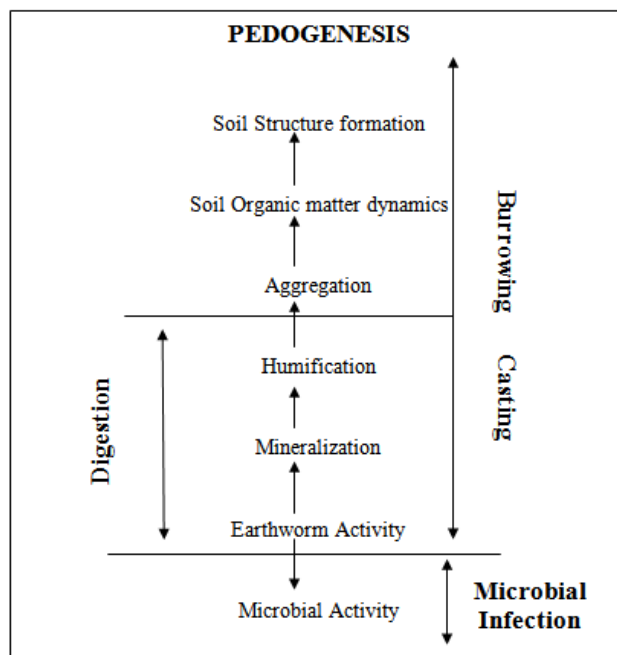 PEDOGENESIS
Soil Structure formation
Soil Organic matter dynamics
Burrowing
Aggregation
Humification
Casting
Digestion
Mineralization
Earthworm Activity
Microbial Activity
Microbial
Infection